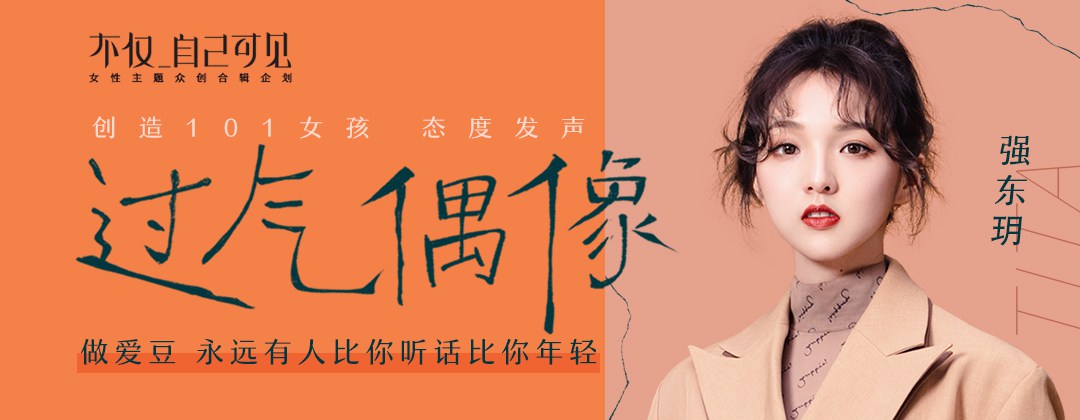 不仅_自己可见
女性主题众创合辑企划
创造101女孩 态度发声
过气偶像
做爱豆 永远有人比你听话比你年轻
强东玥